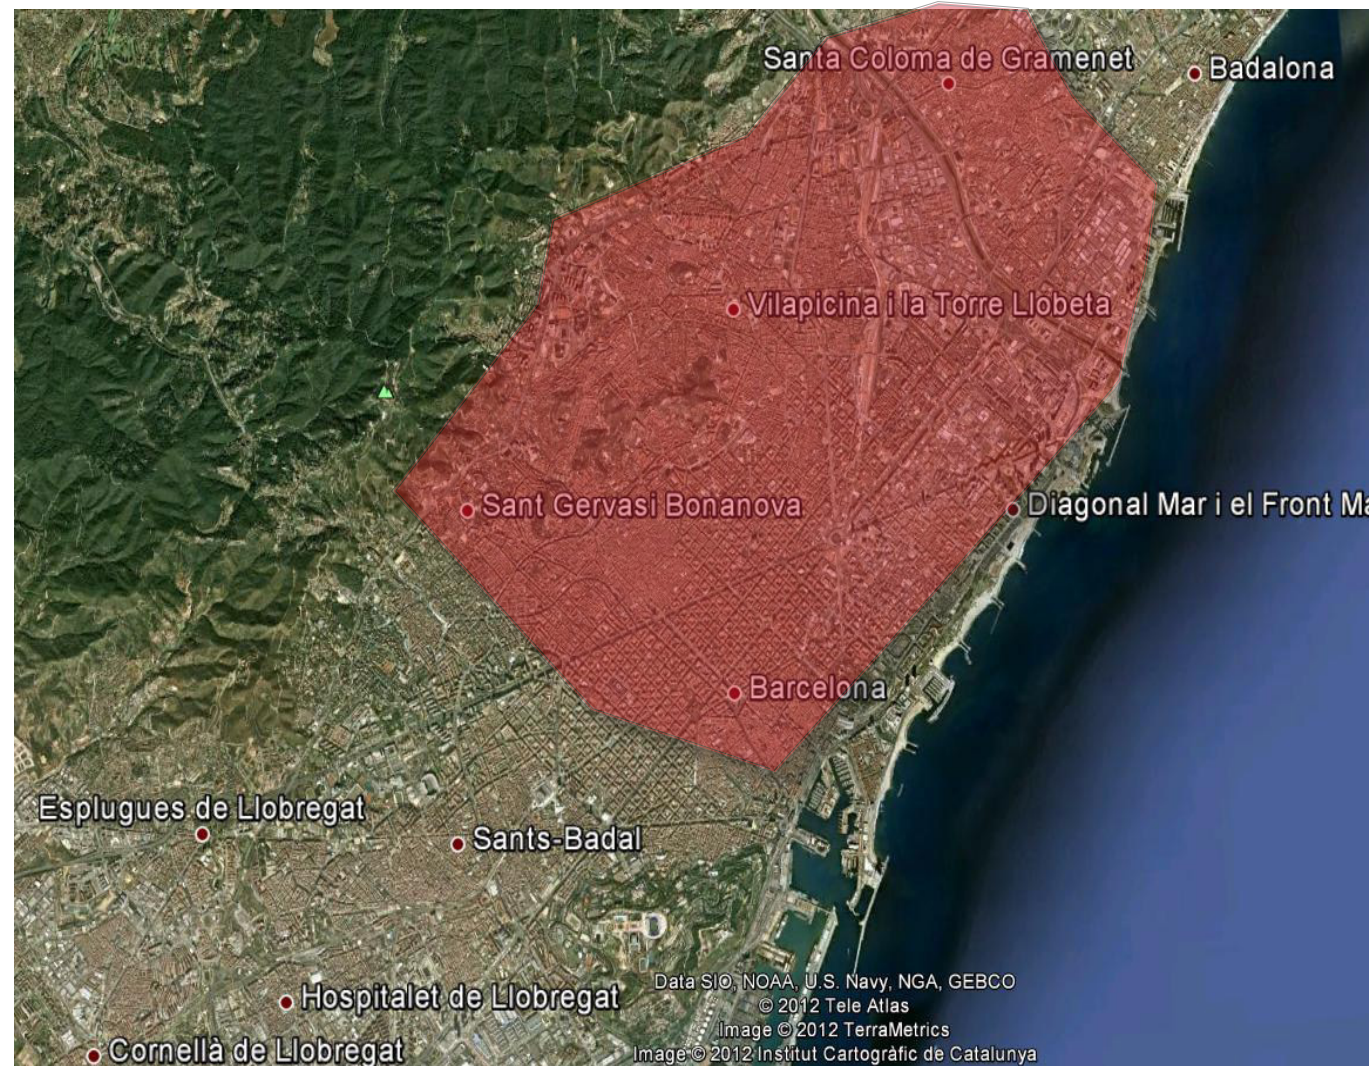 Santa Coloma de Gramenet
Badalona
Vilapicina i la Torre Llobeta
Sant Gervasi Bonanova
Diagonal Mar i el Front Ma
Barcelona
Esplugues de Llobregat
Sants-Badal
Hospitalet de Llobregat
Cornellà de Llobregat
Data SIO, NOAA, U.S. Navy, NGA, GEBCO
© 2012 Tele Atlas
Image © 2012 TerraMetrics
Image © 2012 Institut Cartogràfic de Catalunya